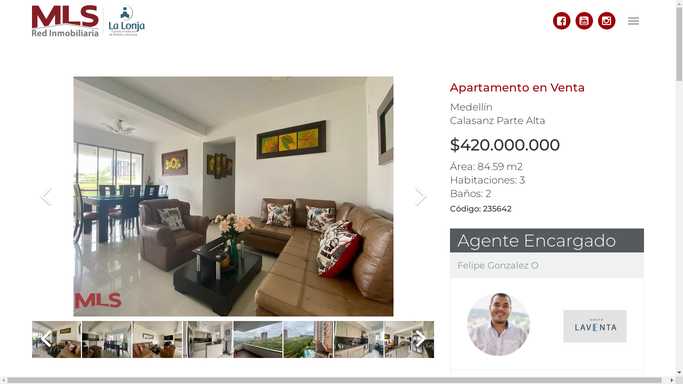 MLS
Red Inmobiliaria
La Lonja
Apartamento en Venta
Medellín
Calasanz Parte Alta
$420.000.000
Área: 84.59 m2
Habitaciones: 3
Baños: 2
Código: 235642
Agente Encargado
Felipe Gonzalez O
MLS
LAVENTA